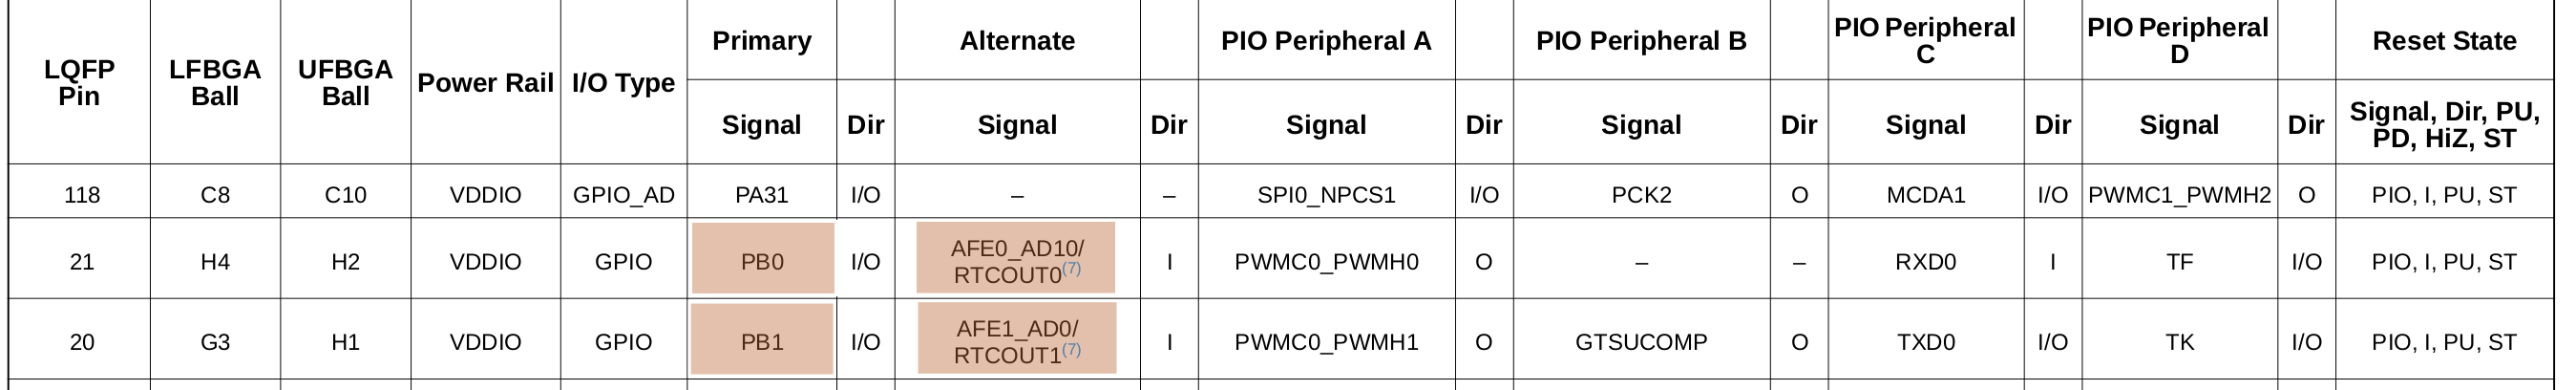 LQFP Pin LFBGA Ball UFBGA Ball Power Rail I/O Type Primary Alternate PIO Peripheral A PIO Peripheral B PIO Peripheral C PIO Peripheral D Reset State
Signal Dir Signal Dir Signal Dir Signal Dir Signal Dir Signal Dir Signal, Dir, PU, PD, HiZ, ST
118 C8 C10 VDDIO GPIO_AD PA31 I/O – – SPI0_NPCS1 I/O PCK2 O MCDA1 I/O PWMC1_PWMH2 O PIO, I, PU, ST
21 H4 H2 VDDIO GPIO PB0 I/O AFE0_AD10/ RTCOUT0(7) I PWMC0_PWMH0 O – – RXD0 I TF I/O PIO, I, PU, ST
20 G3 H1 VDDIO GPIO PB1 I/O AFE1_AD0/ RTCOUT1(7) I PWMC0_PWMH1 O GTSUCOMP O TXD0 I/O TK I/O PIO, I, PU, ST